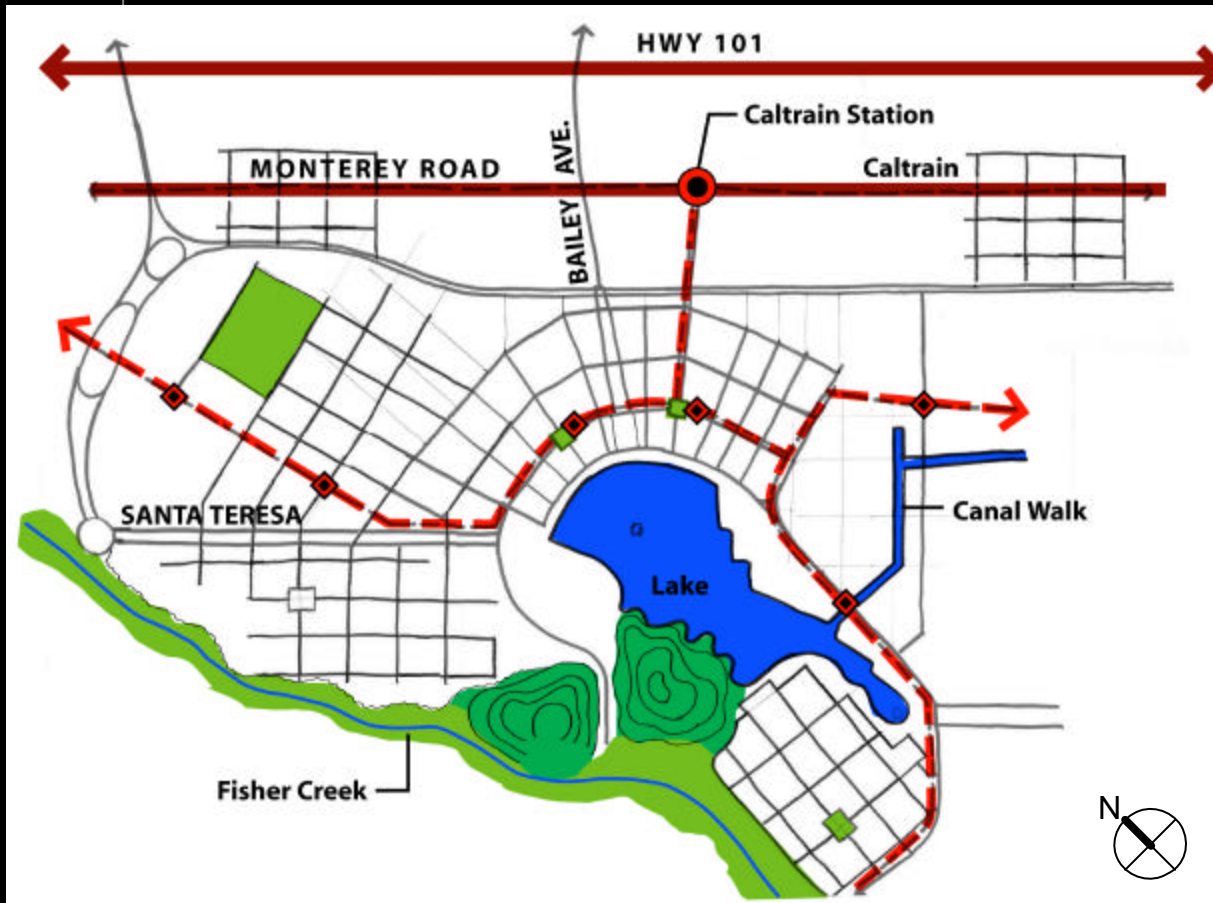 HWY 101
Caltrain Station
MONTEREY ROAD
Caltrain
BAILEY AVE.
SANTA TERESA
Canal Walk
Lake
Fisher Creek
N